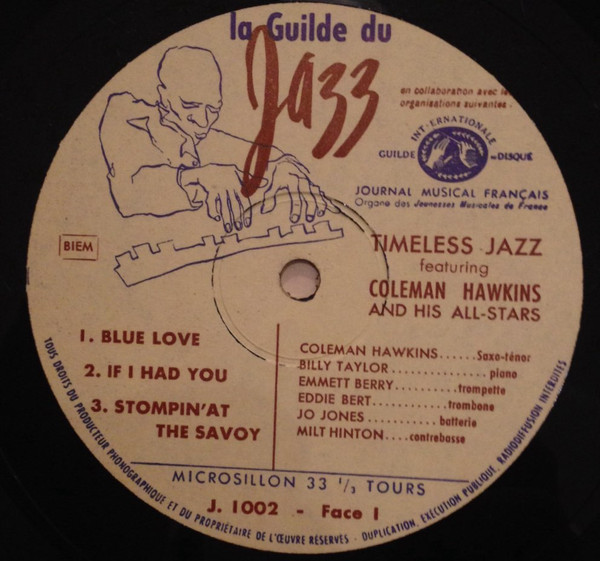 la Guilde du
Jazz
en collaboration avec les
organisations suivantes :
INTERNATIONALE
GUILDE DU DISQUE
JOURNAL MUSICAL FRANÇAIS
Organe des Jeunesses Musicales de France
BIEM
TIMELESS JAZZ
featuring
COLEMAN HAWKINS
AND HIS ALL-STARS
1. BLUE LOVE
2. IF I HAD YOU
3. STOMPIN'AT
THE SAVOY
COLEMAN HAWKINS......Saxo-ténor
BILLY TAYLOR...............piano
EMMETT BERRY...........trompette
EDDIE BERT............trombone
JO JONES...........batterie
MILT HINTON....contrebasse
MICROSILLON 33 1/3 TOURS
J. 1002 - Face 1
TOUS DROITS DU PRODUCTEUR PHONOGRAPHIQUE ET DU PROPRIÉTAIRE DE L'ŒUVRE RÉSERVÉS - DUPLICATION, EXÉCUTION PUBLIQUE, RADIODIFFUSION INTERDITES